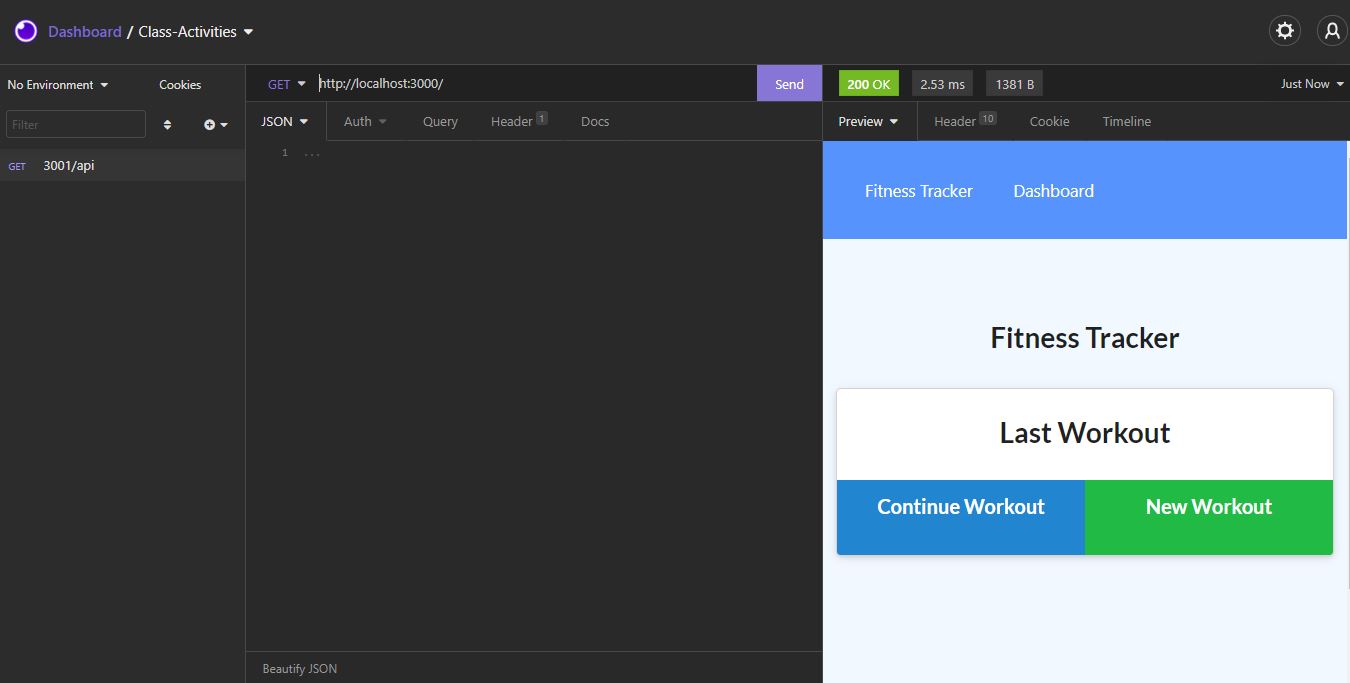 Dashboard / Class-Activities
No Environment
Cookies
Filter
GET 3001/api
GET http://localhost:3000/
Send
JSON Auth Query Header 1 Docs
1 ...
Beautify JSON
200 OK 2.53 ms 1381 B Just Now
Preview Header 10 Cookie Timeline
Fitness Tracker Dashboard
Fitness Tracker
Last Workout
Continue Workout New Workout